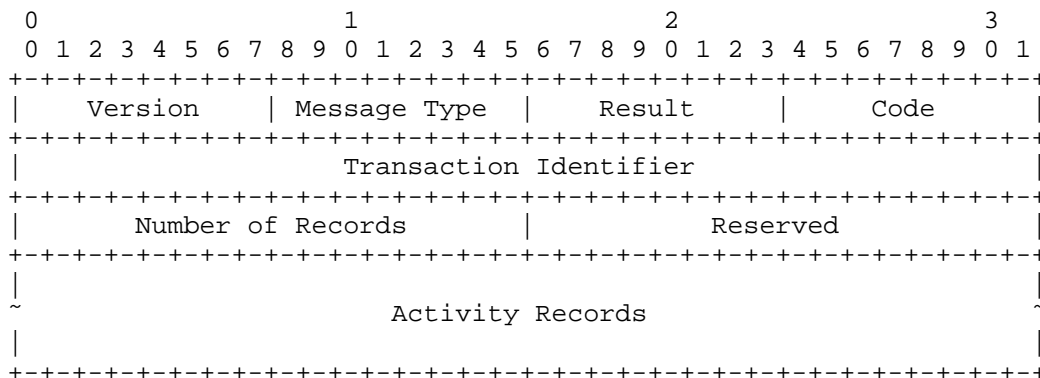 0                   1                   2                   3
0 1 2 3 4 5 6 7 8 9 0 1 2 3 4 5 6 7 8 9 0 1 2 3 4 5 6 7 8 9 0 1
+-+-+-+-+-+-+-+-+-+-+-+-+-+-+-+-+-+-+-+-+-+-+-+-+-+-+-+-+-+-+-+-+
|    Version    | Message Type  |    Result     |     Code      |
+-+-+-+-+-+-+-+-+-+-+-+-+-+-+-+-+-+-+-+-+-+-+-+-+-+-+-+-+-+-+-+-+
|                    Transaction Identifier                     |
+-+-+-+-+-+-+-+-+-+-+-+-+-+-+-+-+-+-+-+-+-+-+-+-+-+-+-+-+-+-+-+-+
|       Number of Records       |           Reserved            |
+-+-+-+-+-+-+-+-+-+-+-+-+-+-+-+-+-+-+-+-+-+-+-+-+-+-+-+-+-+-+-+-+
|                                                               |
~                       Activity Records                        ~
|                                                               |
+-+-+-+-+-+-+-+-+-+-+-+-+-+-+-+-+-+-+-+-+-+-+-+-+-+-+-+-+-+-+-+-+